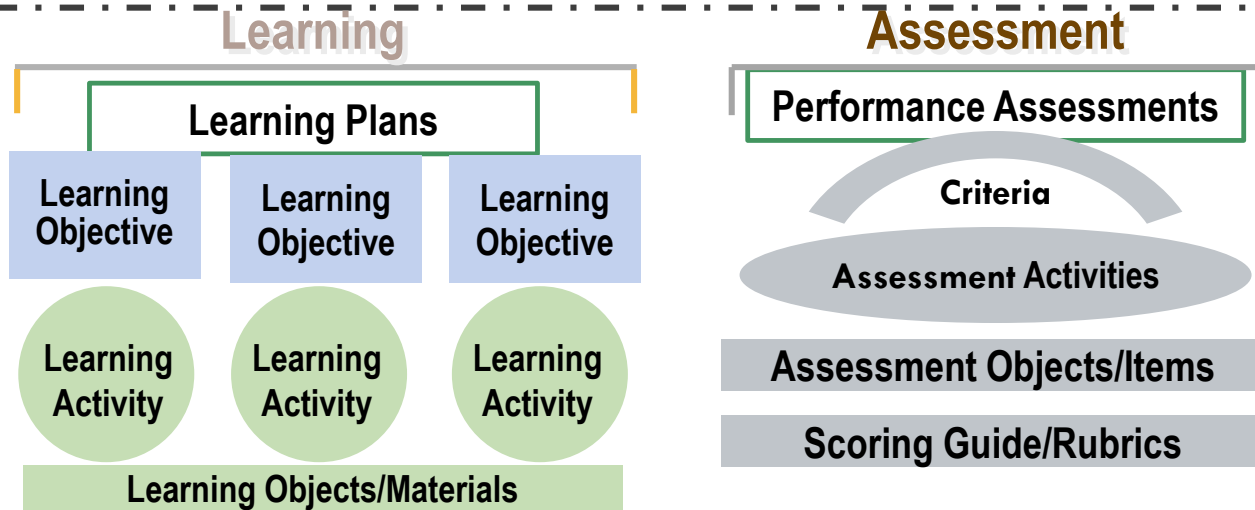 Learning
Learning Plans
Learning
Objective
Learning
Objective
Learning
Objective
Learning
Activity
Learning
Activity
Learning
Activity
Learning Objects/Materials
Assessment
Performance Assessments
Criteria
Assessment Activities
Assessment Objects/Items
Scoring Guide/Rubrics